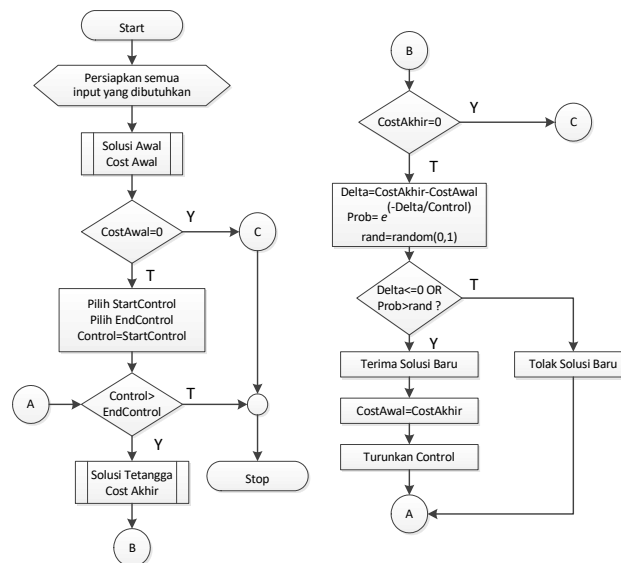 Start
Persiapkan semua
input yang dibutuhkan
Solusi Awal
Cost Awal
CostAwal=0
Y
C
T
Pilih StartControl
Pilih EndControl
Control=StartControl
A
Control>
EndControl
T
Y
Solusi Tetangga
Cost Akhir
Stop
B
B
CostAkhir=0
Y
C
T
Delta=CostAkhir-CostAwal
Prob= e(-Delta/Control)
rand=random(0,1)
Delta<=0 OR
Prob>rand ?
T
Y
Terima Solusi Baru
Tolak Solusi Baru
CostAwal=CostAkhir
Turunkan Control
A